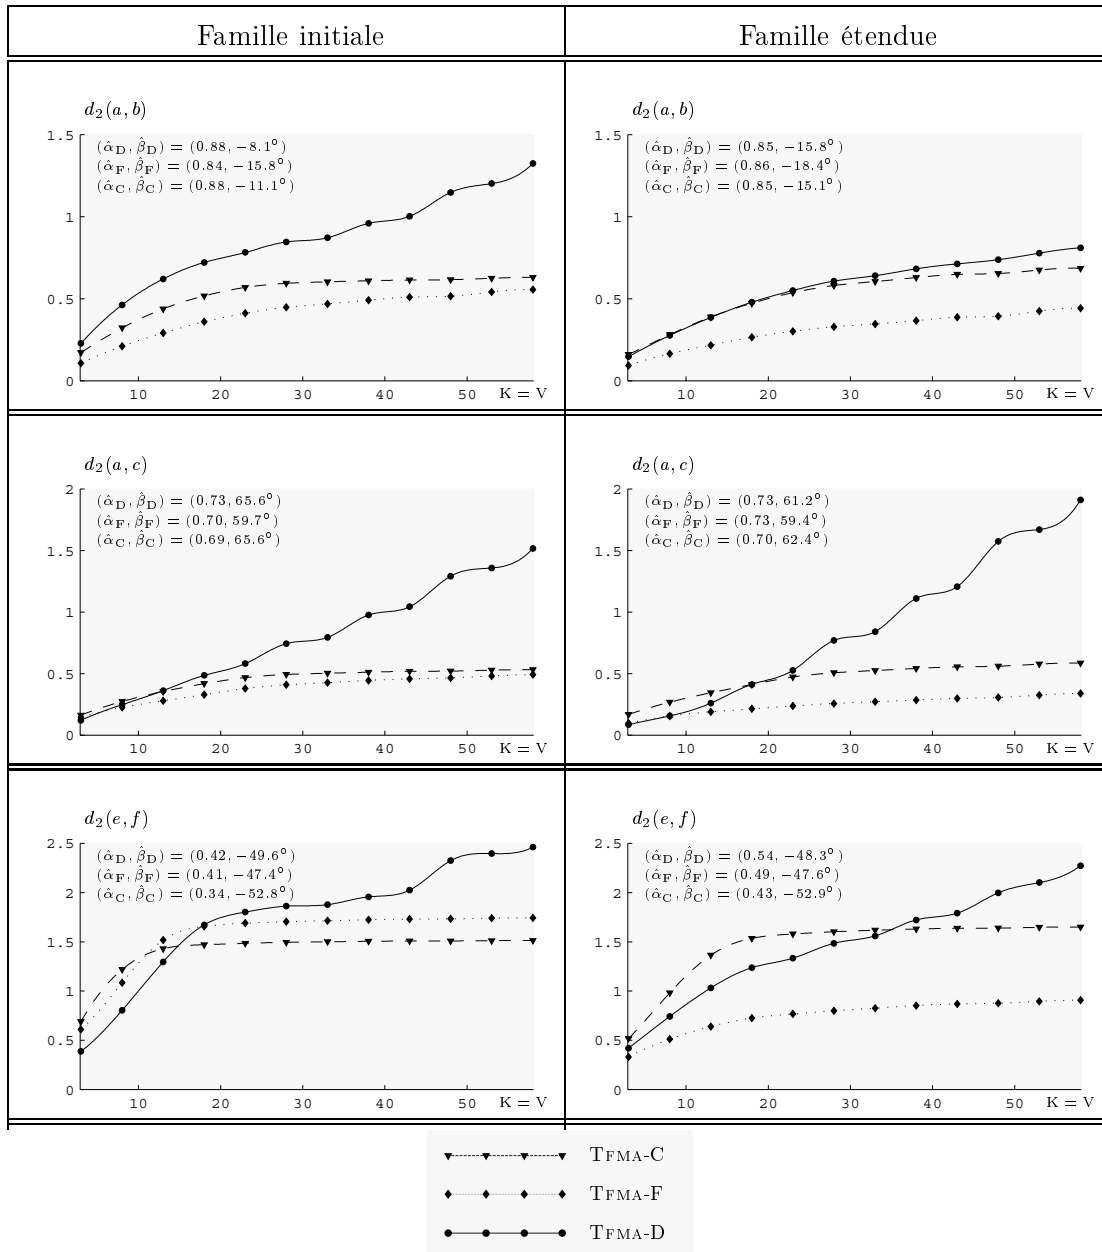 Famille initiale
Famille étendue
d₂(a, b)
(α̂_D, β̂_D) = (0.88, −8.1°)
(α̂_F, β̂_F) = (0.84, −15.8°)
(α̂_C, β̂_C) = (0.88, −11.1°)
1.5
1
0.5
0
10 20 30 40 50 K = V
d₂(a, b)
(α̂_D, β̂_D) = (0.85, −15.8°)
(α̂_F, β̂_F) = (0.86, −18.4°)
(α̂_C, β̂_C) = (0.85, −15.1°)
1.5
1
0.5
0
10 20 30 40 50 K = V
d₂(a, c)
(α̂_D, β̂_D) = (0.73, 65.6°)
(α̂_F, β̂_F) = (0.70, 59.7°)
(α̂_C, β̂_C) = (0.69, 65.6°)
2
1.5
1
0.5
0
10 20 30 40 50 K = V
d₂(a, c)
(α̂_D, β̂_D) = (0.73, 61.2°)
(α̂_F, β̂_F) = (0.73, 59.4°)
(α̂_C, β̂_C) = (0.70, 62.4°)
2
1.5
1
0.5
0
10 20 30 40 50 K = V
d₂(e, f)
(α̂_D, β̂_D) = (0.42, −49.6°)
(α̂_F, β̂_F) = (0.41, −47.4°)
(α̂_C, β̂_C) = (0.34, −52.8°)
2.5
2
1.5
1
0.5
0
10 20 30 40 50 K = V
d₂(e, f)
(α̂_D, β̂_D) = (0.54, −48.3°)
(α̂_F, β̂_F) = (0.49, −47.6°)
(α̂_C, β̂_C) = (0.43, −52.9°)
2.5
2
1.5
1
0.5
0
10 20 30 40 50 K = V
TFMA-C
TFMA-F
TFMA-D